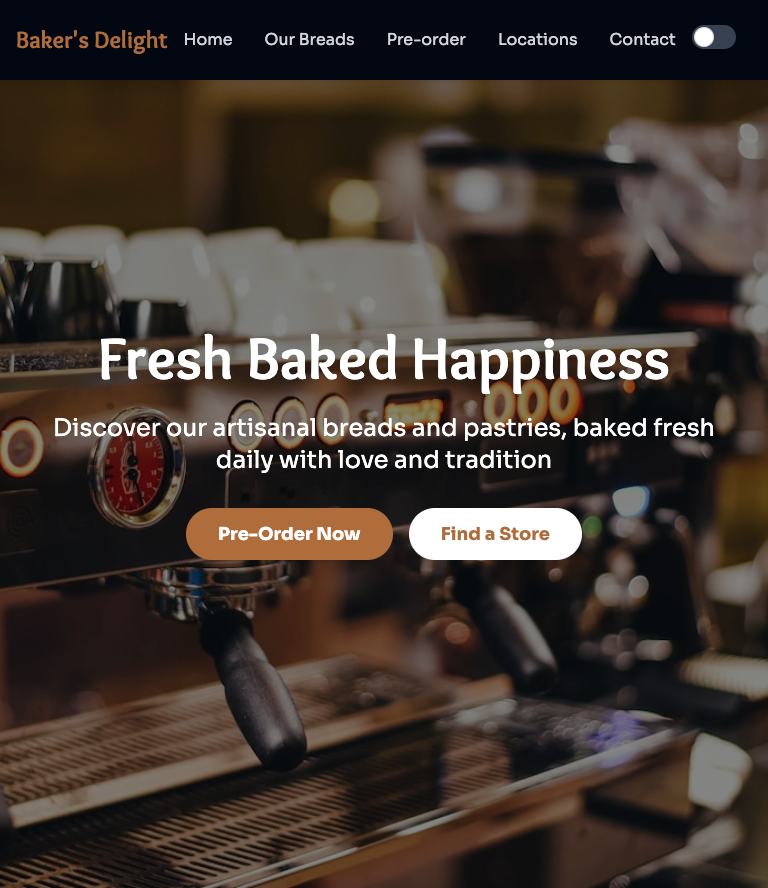 Baker's Delight Home Our Breads Pre-order Locations Contact
Fresh Baked Happiness
Discover our artisanal breads and pastries, baked fresh
daily with love and tradition
Pre-Order Now Find a Store